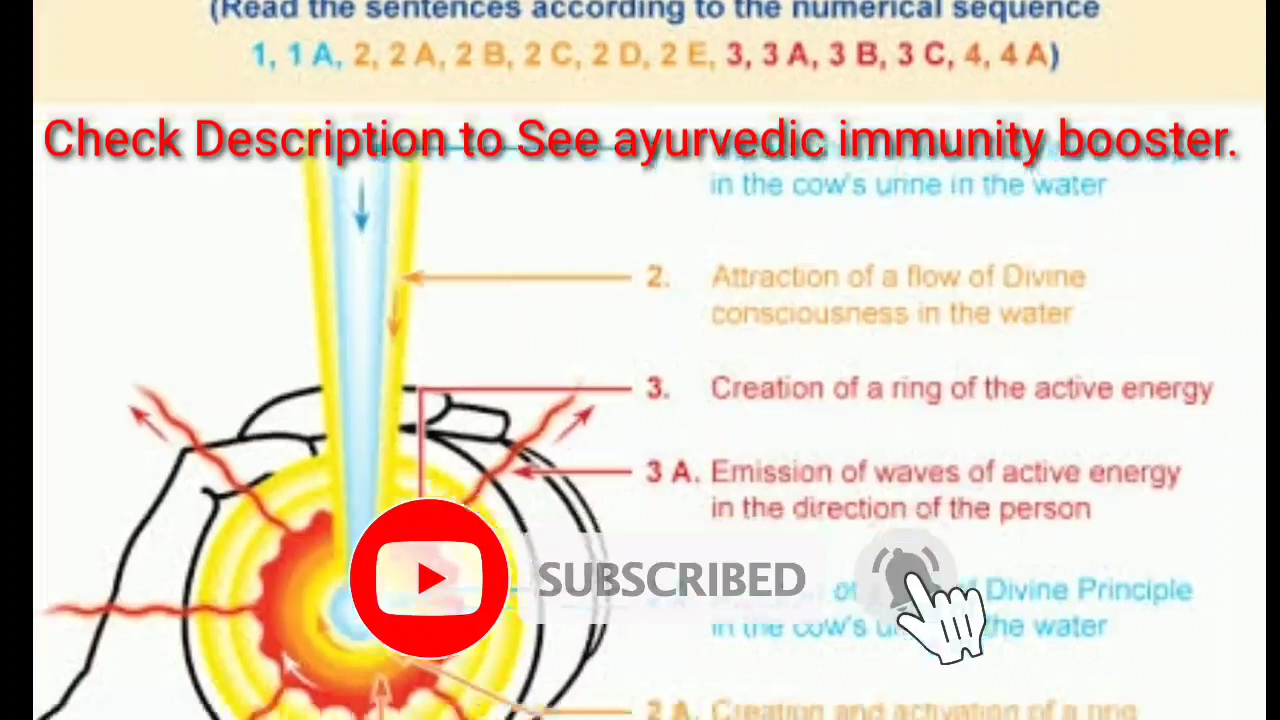 (Read the sentences according to the numerical sequence
1, 1 A, 2, 2 A, 2 B, 2 C, 2 D, 2 E, 3, 3 A, 3 B, 3 C, 4, 4 A)
Check Description to See ayurvedic immunity booster.
in the cow's urine in the water
2. Attraction of a flow of Divine
consciousness in the water
3. Creation of a ring of the active energy
3 A. Emission of waves of active energy
in the direction of the person
SUBSCRIBED
of Divine Principle
in the cow's the water
2 A. Creation and activation of a ring